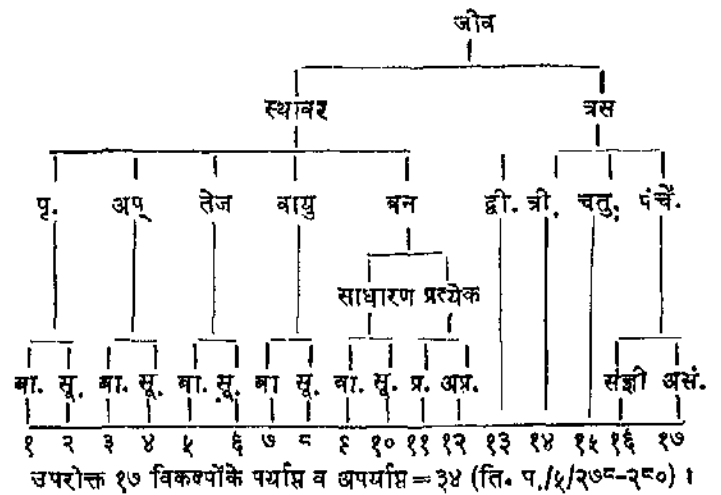 जीव
स्थावर त्रस
पृ. अप् तेज वायु बन द्वी. त्री. चतु. पंचें.
साधारण प्रत्येक
बा. सू. बा. सू. बा. सू. बा सू. बा. सू. प्र. अप्र. संज्ञी असं.
१ २ ३ ४ ५ ६ ७ ८ ९ १० ११ १२ १३ १४ १५ १६ १७
उपरोक्त १७ विकल्पोंके पर्याप्त व अपर्याप्त=३४ (ति. प./५/२७८-२८०) ।